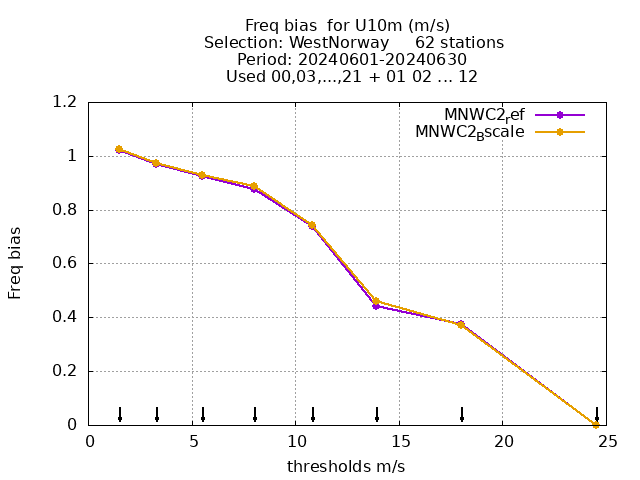 Freq bias for U10m (m/s)
Selection: WestNorway 62 stations
Period: 20240601-20240630
Used 00,03,...,21 + 01 02 ... 12
MNWC2ref
MNWC2Bscale
1.2
1
0.8
0.6
0.4
0.2
0
Freq bias
0 5 10 15 20 25
thresholds m/s